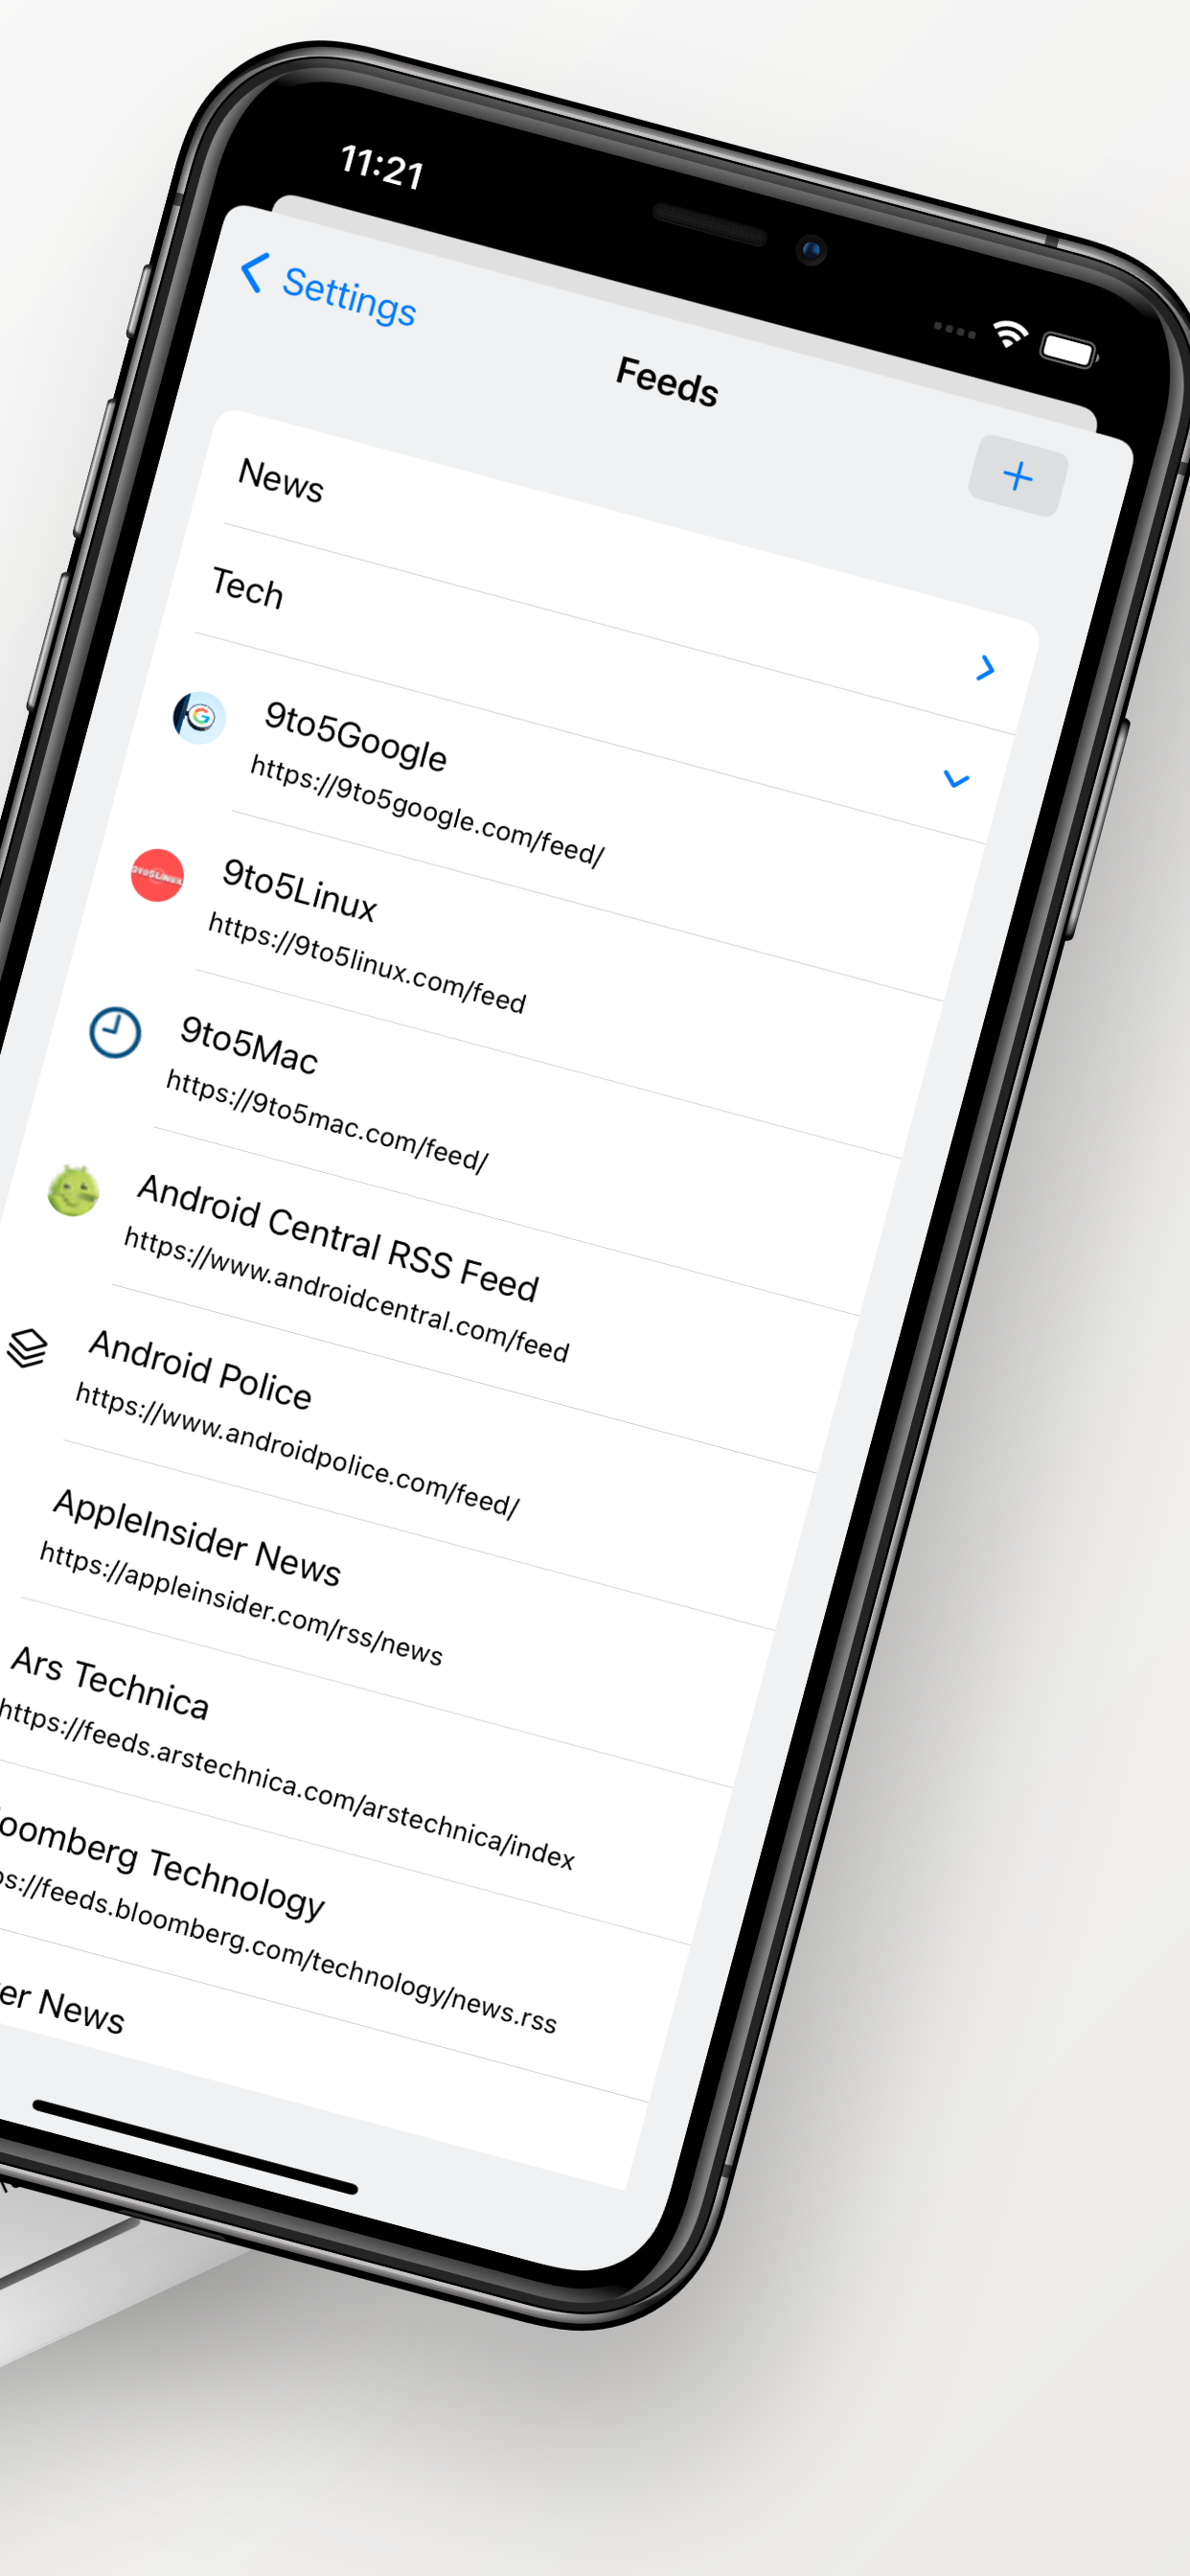 11:21
Settings
Feeds
News
Tech
9to5Google
https://9to5google.com/feed/
9TO5LINUX
9to5Linux
https://9to5linux.com/feed
9to5Mac
https://9to5mac.com/feed/
Android Central RSS Feed
https://www.androidcentral.com/feed
Android Police
https://www.androidpolice.com/feed/
AppleInsider News
https://appleinsider.com/rss/news
Ars Technica
https://feeds.arstechnica.com/arstechnica/index
oomberg Technology
s://feeds.bloomberg.com/technology/news.rss
er News